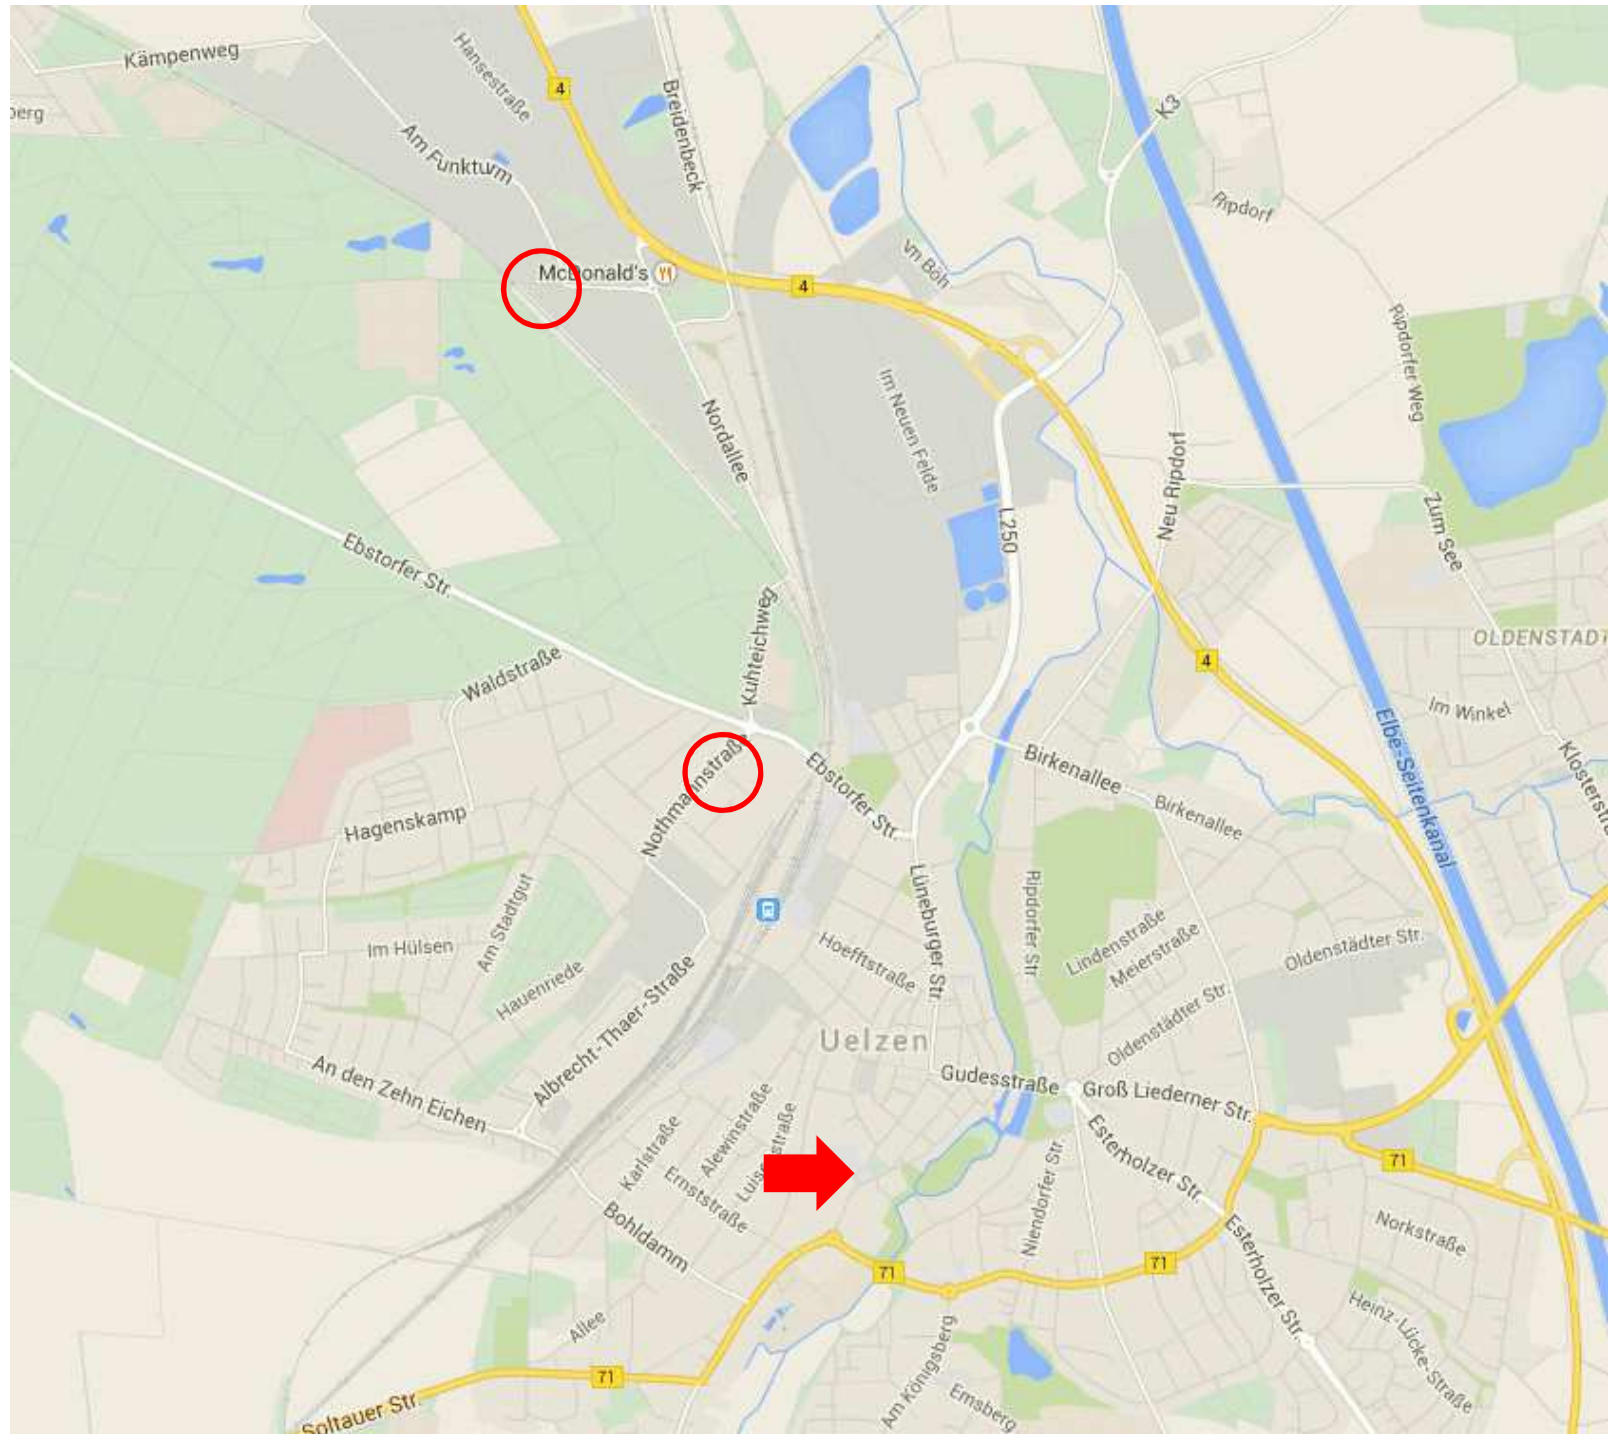 Kämpenweg
Hansestraße
4
Breidenbeck
K3
berg
Am Funkturm
Ripdorf
McDonald's
4
Vn Böh
Ripdorfer Weg
Im Neuen Felde
Nordallee
Neu Ripdorf
Zum See
L250
Ebstorfer Str.
Kuhteichweg
OLDENSTADT
4
Waldstraße
Im Winkel
Elbe-Seitenkanal
Klosterstra
Nothmannstraße
Ebstorfer Str.
Birkenallee
Birkenallee
Hagenskamp
Lüneburger Str.
Ripdorfer Str
Am Stadtgut
Im Hülsen
Hoefftstraße
Lindenstraße
Meierstraße
Oldenstädter Str.
Hauenriede
Albrecht-Thaer-Straße
Uelzen
Oldenstädter Str.
An den Zehn Eichen
Gudesstraße
Groß Liederner Str.
Karlstraße
Alewinstraße
Luisenstraße
Ernststraße
Esterholzer Str.
71
Niendorfer Str.
Bohldamm
Norkstraße
Esterholzer Str.
71
71
Allee
Heinz-Lücke-Straße
Am Königsberg
71
Emsberg
Soltauer Str.